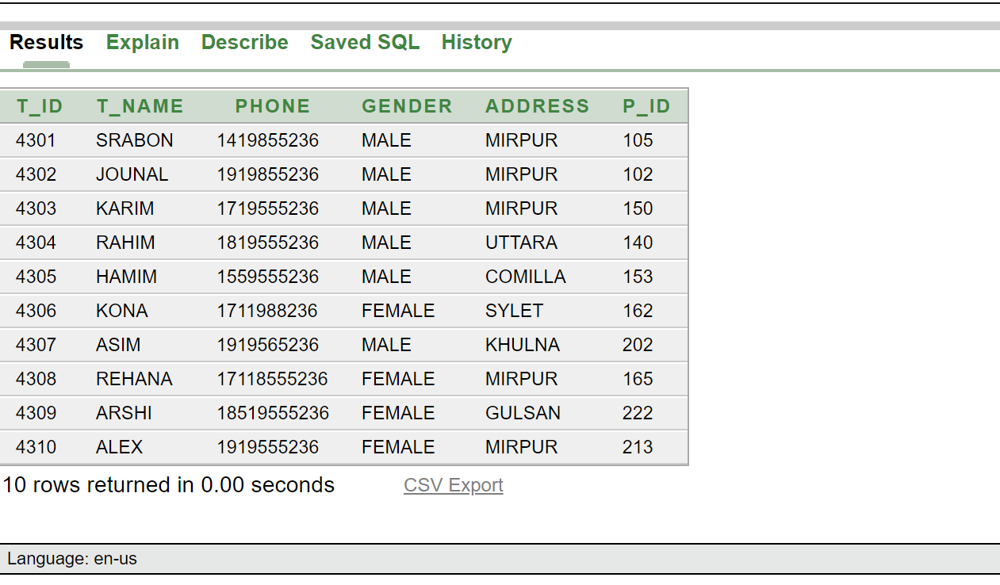 Results Explain Describe Saved SQL History
T_ID T_NAME PHONE GENDER ADDRESS P_ID
4301 SRABON 1419855236 MALE MIRPUR 105
4302 JOUNAL 1919855236 MALE MIRPUR 102
4303 KARIM 1719555236 MALE MIRPUR 150
4304 RAHIM 1819555236 MALE UTTARA 140
4305 HAMIM 1559555236 MALE COMILLA 153
4306 KONA 1711988236 FEMALE SYLET 162
4307 ASIM 1919565236 MALE KHULNA 202
4308 REHANA 17118555236 FEMALE MIRPUR 165
4309 ARSHI 18519555236 FEMALE GULSAN 222
4310 ALEX 1919555236 FEMALE MIRPUR 213
10 rows returned in 0.00 seconds CSV Export
Language: en-us